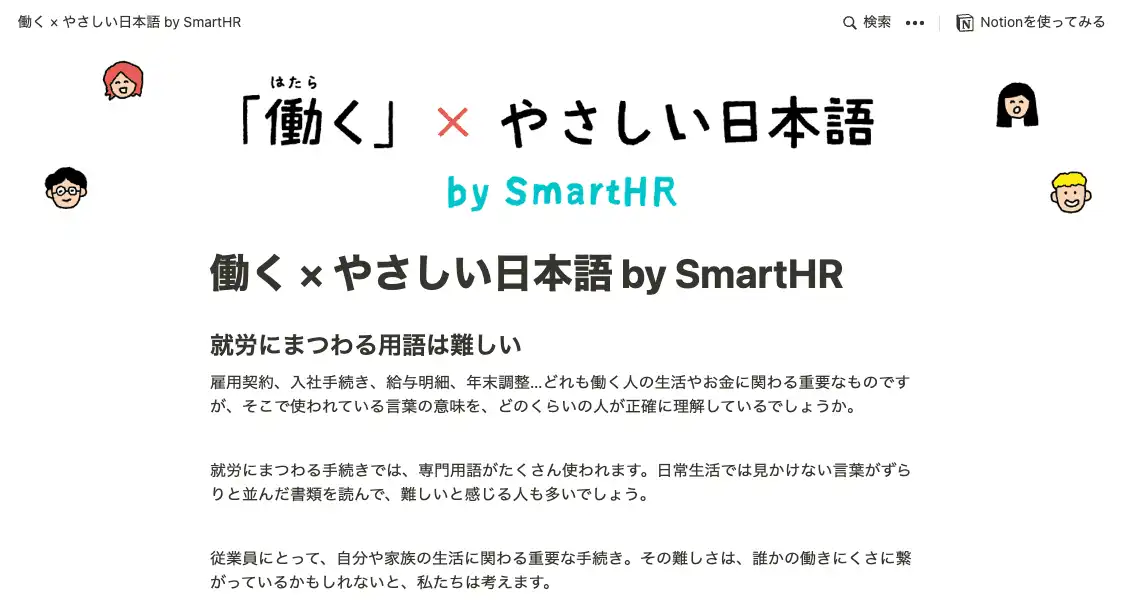 働く × やさしい日本語 by SmartHR
検索
Notionを使ってみる
はたら
「働く」 × やさしい日本語
by SmartHR
働く × やさしい日本語 by SmartHR
就労にまつわる用語は難しい
雇用契約、入社手続き、給与明細、年末調整...どれも働く人の生活やお金に関わる重要なものです
が、そこで使われている言葉の意味を、どのくらいの人が正確に理解しているでしょうか。
就労にまつわる手続きでは、専門用語がたくさん使われます。日常生活では見かけない言葉がずら
りと並んだ書類を読んで、難しいと感じる人も多いでしょう。
従業員にとって、自分や家族の生活に関わる重要な手続き。その難しさは、誰かの働きにくさに繋
がっているかもしれないと、私たちは考えます。